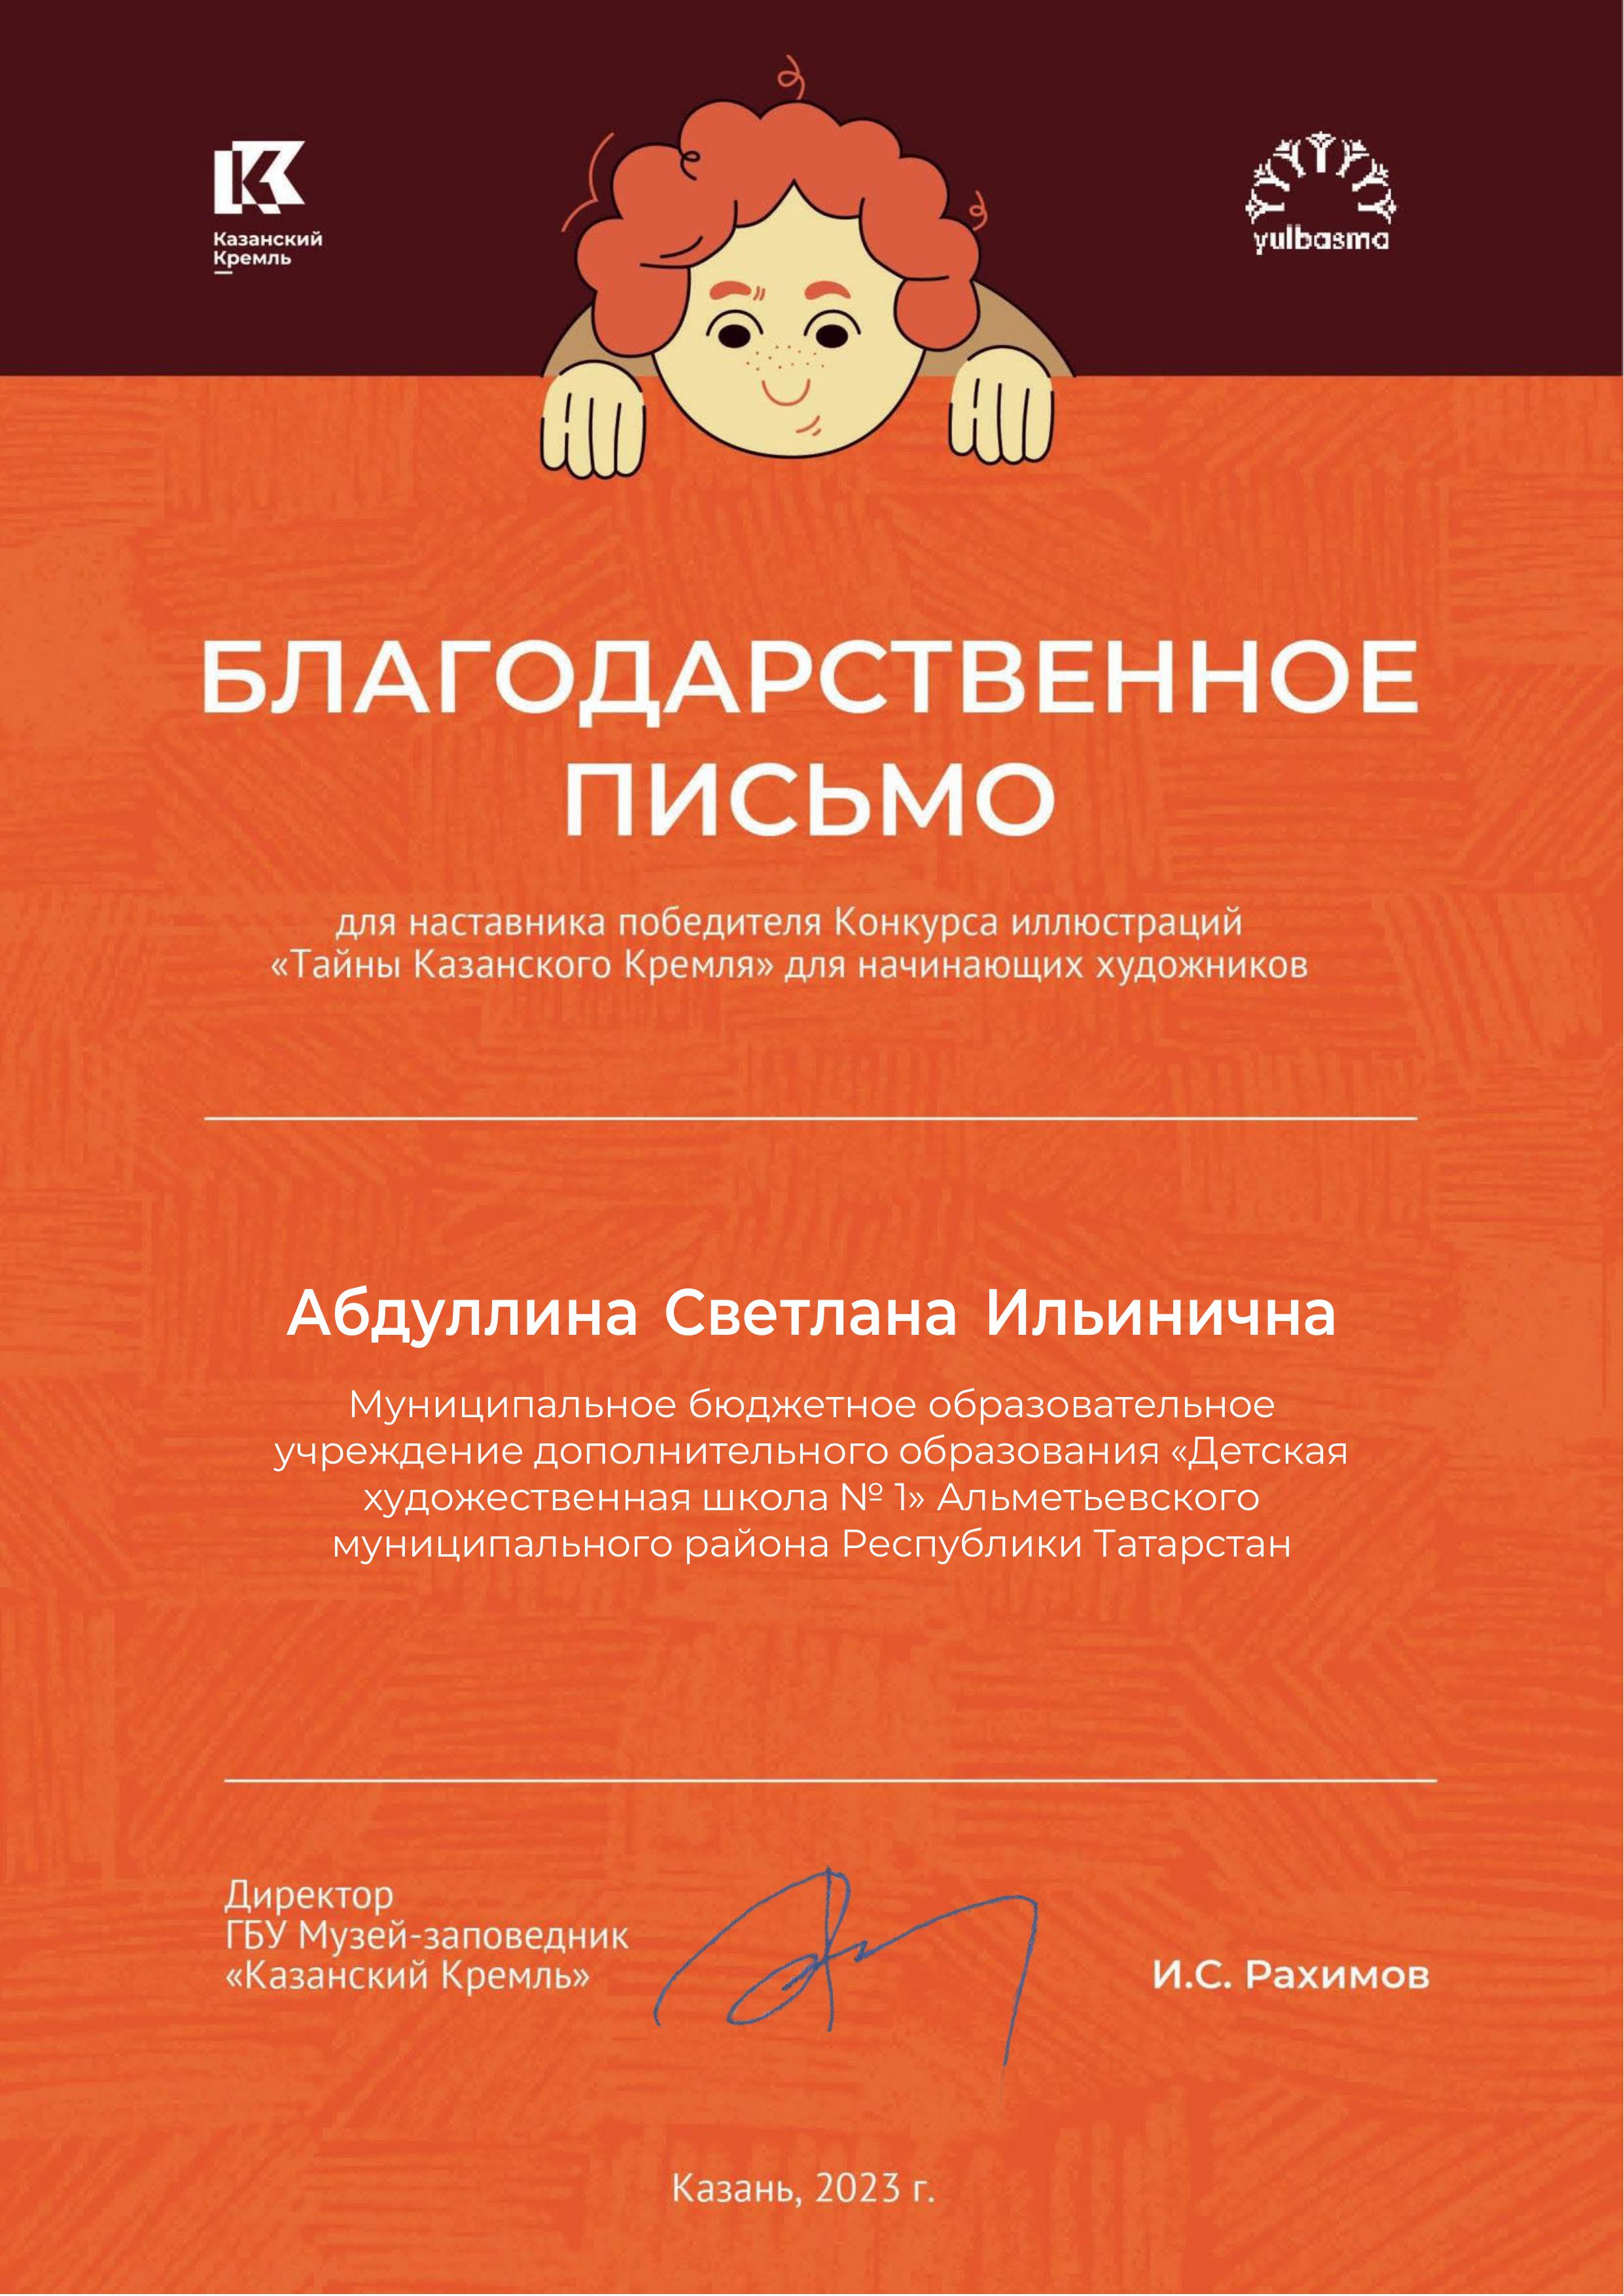 Казанский
Кремль
yulbasma
БЛАГОДАРСТВЕННОЕ
ПИСЬМО
для наставника победителя Конкурса иллюстраций
«Тайны Казанского Кремля» для начинающих художников
Абдуллина Светлана Ильинична
Муниципальное бюджетное образовательное
учреждение дополнительного образования «Детская
художественная школа № 1» Альметьевского
муниципального района Республики Татарстан
Директор
ГБУ Музей-заповедник
«Казанский Кремль»
И.С. Рахимов
Казань, 2023 г.